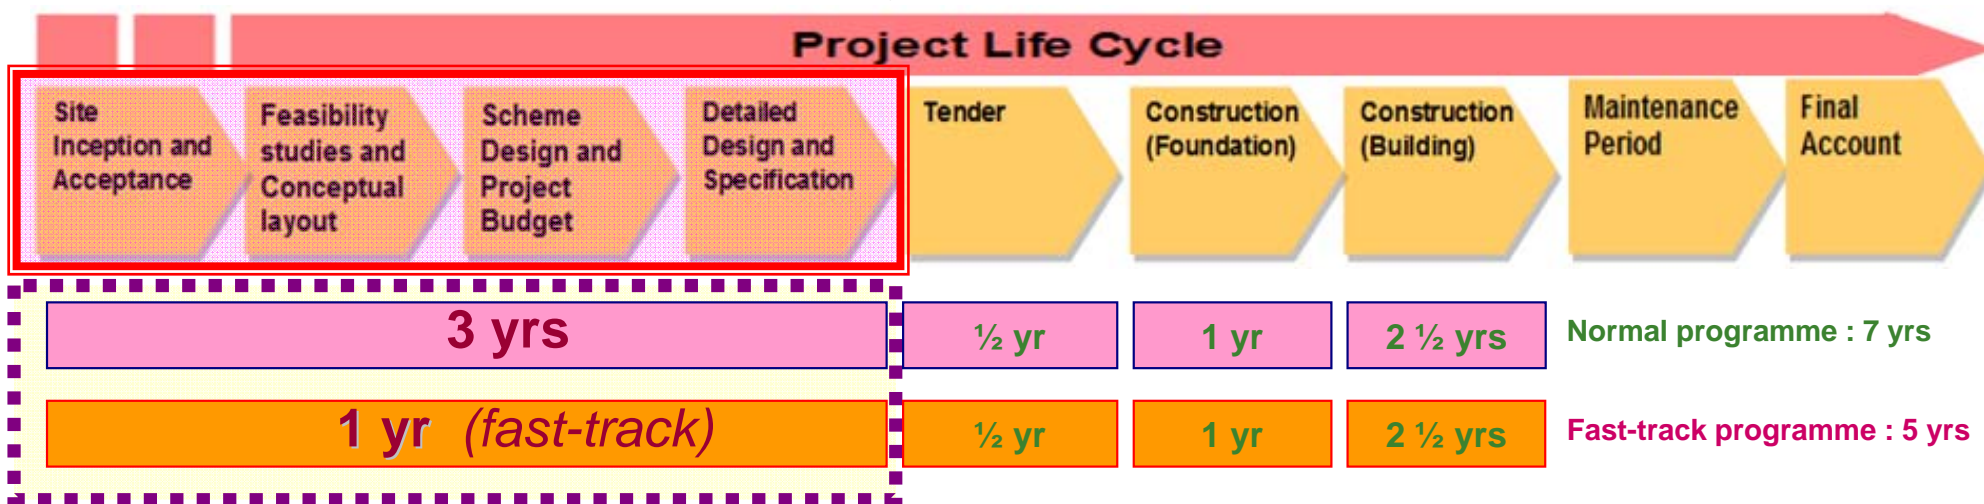 Project Life Cycle
Site
Inception and
Acceptance
Feasibility
studies and
Conceptual
layout
Scheme
Design and
Project
Budget
Detailed
Design and
Specification
Tender
Construction
(Foundation)
Construction
(Building)
Maintenance
Period
Final
Account
3 yrs
½ yr
1 yr
2 ½ yrs
Normal programme : 7 yrs
1 yr (fast-track)
½ yr
1 yr
2 ½ yrs
Fast-track programme : 5 yrs